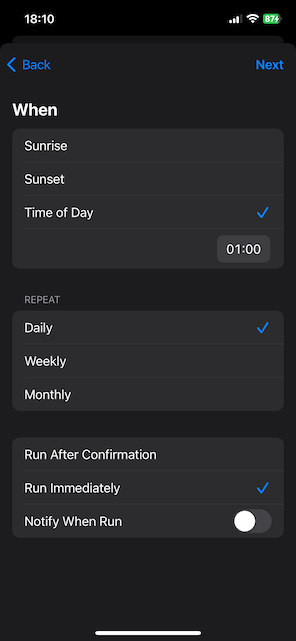 18:10
87
Back
Next
When
Sunrise
Sunset
Time of Day
01:00
REPEAT
Daily
Weekly
Monthly
Run After Confirmation
Run Immediately
Notify When Run